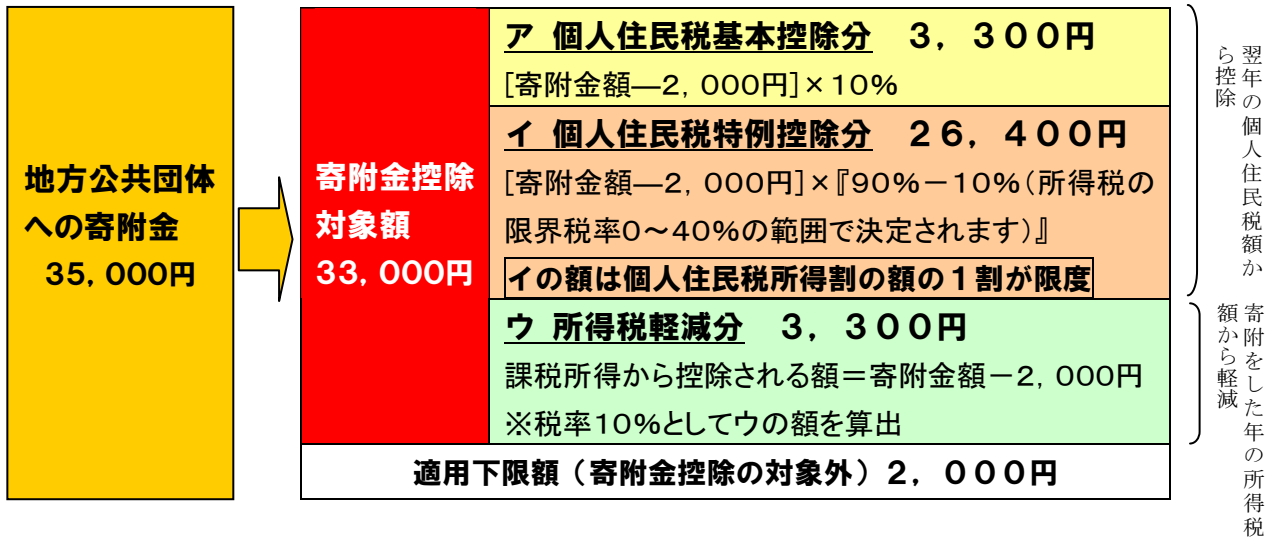 地方公共団体
への寄附金
35，000円
寄附金控除
対象額
33，000円
ア 個人住民税基本控除分　３，３００円
[寄附金額―2，000円]×10%
イ 個人住民税特例控除分　２６，４００円
[寄附金額―2，000円]×『90%－10%（所得税の
限界税率0～40%の範囲で決定されます）』
イの額は個人住民税所得割の額の１割が限度
ウ 所得税軽減分　３，３００円
課税所得から控除される額＝寄附金額－2，000円
※税率10%としてウの額を算出
適用下限額（寄附金控除の対象外）２，０００円
翌年の個人住民税額か
ら控除
寄附をした年の所得税
額から軽減